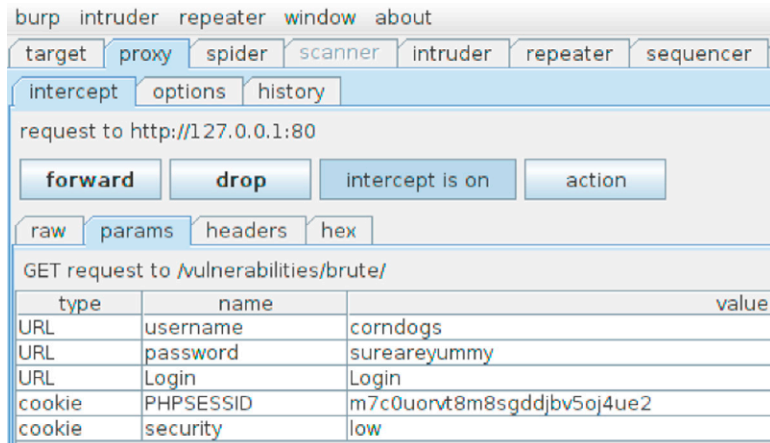 burp intruder repeater window about
target proxy spider scanner intruder repeater sequencer
intercept options history
request to http://127.0.0.1:80
forward drop intercept is on action
raw params headers hex
GET request to /vulnerabilities/brute/
type name value
URL username corndogs
URL password sureareyummy
URL Login Login
cookie PHPSESSID m7c0uorvt8m8sgddjbv5oj4ue2
cookie security low